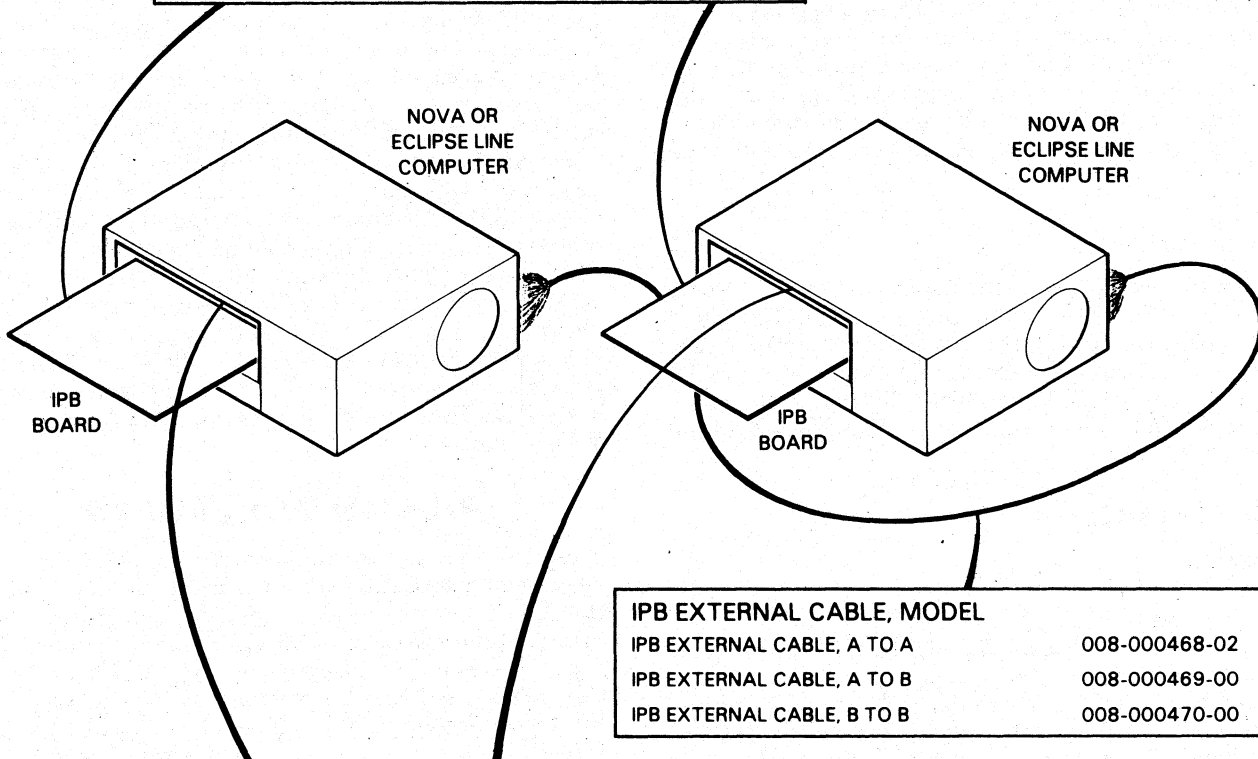 NOVA OR
ECLIPSE LINE
COMPUTER
NOVA OR
ECLIPSE LINE
COMPUTER
IPB
BOARD
IPB
BOARD
IPB EXTERNAL CABLE, MODEL
IPB EXTERNAL CABLE, A TO A 008-000468-02
IPB EXTERNAL CABLE, A TO B 008-000469-00
IPB EXTERNAL CABLE, B TO B 008-000470-00